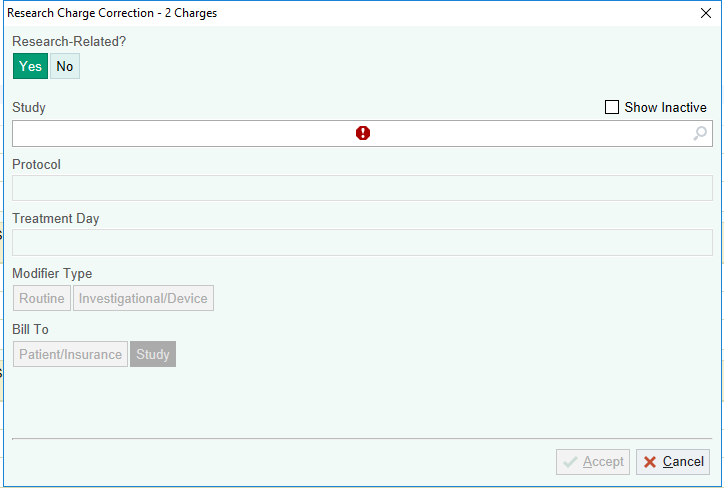 Research Charge Correction - 2 Charges
Research-Related?
Yes No
Study Show Inactive
Protocol
Treatment Day
Modifier Type
Routine Investigational/Device
Bill To
Patient/Insurance Study
Accept Cancel